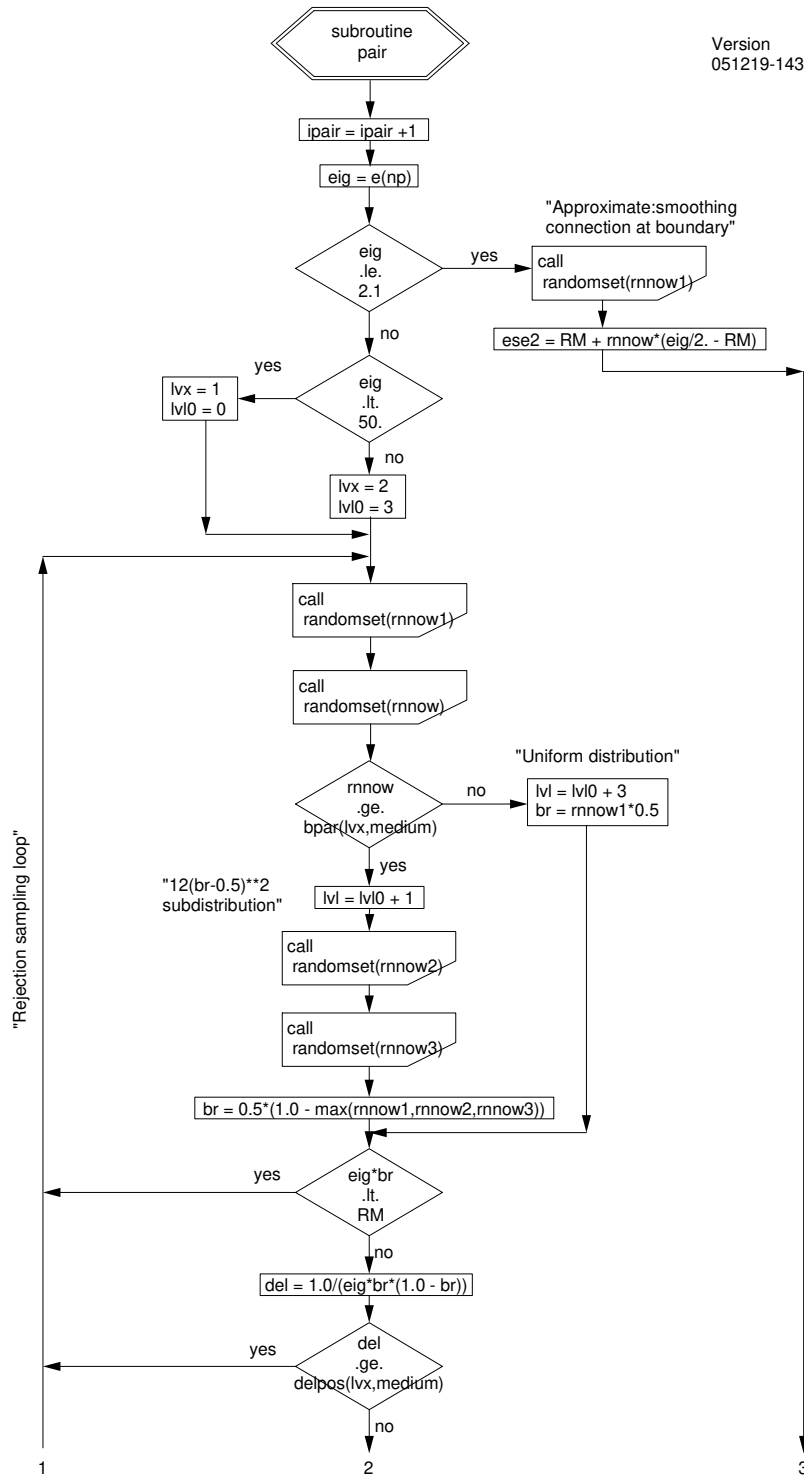 subroutine
pair
Version
051219-143
ipair = ipair +1
eig = e(np)
"Approximate:smoothing
connection at boundary"
eig
.le.
2.1
yes
call
randomset(rnnow1)
no
ese2 = RM + rnnow*(eig/2. - RM)
eig
.lt.
50.
yes
lvx = 1
lvl0 = 0
no
lvx = 2
lvl0 = 3
call
randomset(rnnow1)
call
randomset(rnnow)
"Uniform distribution"
rnnow
.ge.
bpar(lvx,medium)
no
lvl = lvl0 + 3
br = rnnow1*0.5
yes
"12(br-0.5)**2
subdistribution"
lvl = lvl0 + 1
call
randomset(rnnow2)
"Rejection sampling loop"
call
randomset(rnnow3)
br = 0.5*(1.0 - max(rnnow1,rnnow2,rnnow3))
yes
eig*br
.lt.
RM
no
del = 1.0/(eig*br*(1.0 - br))
yes
del
.ge.
delpos(lvx,medium)
no
1
2
3